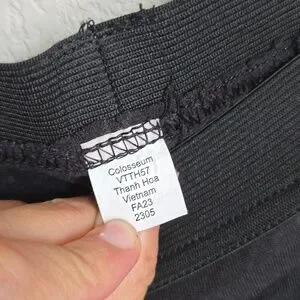 Colosseum
VTTH57
Thanh Hoa
Vietnam
FA23
2305